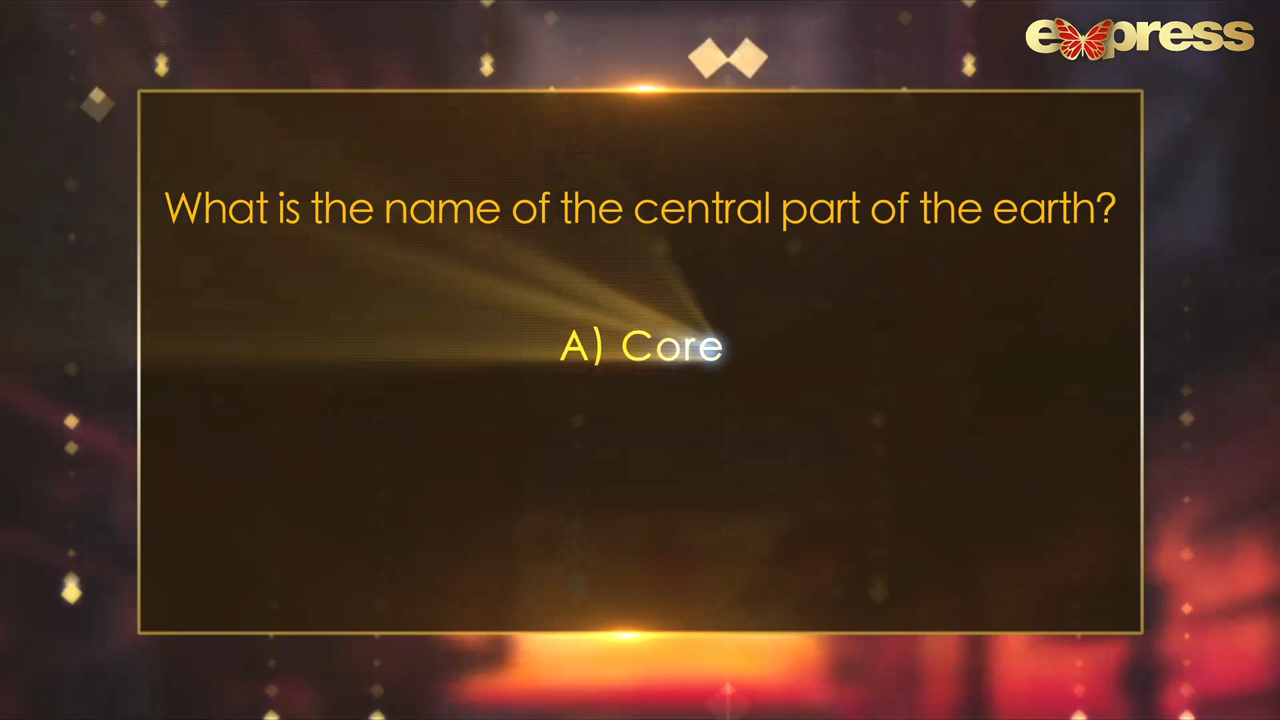 express
What is the name of the central part of the earth?
A) Core